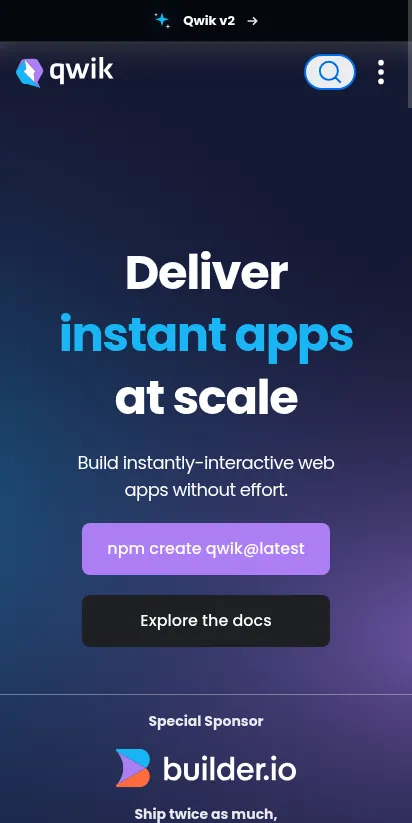 Qwik v2
qwik
Deliver
instant apps
at scale
Build instantly-interactive web
apps without effort.
npm create qwik@latest
Explore the docs
Special Sponsor
builder.io
Ship twice as much,